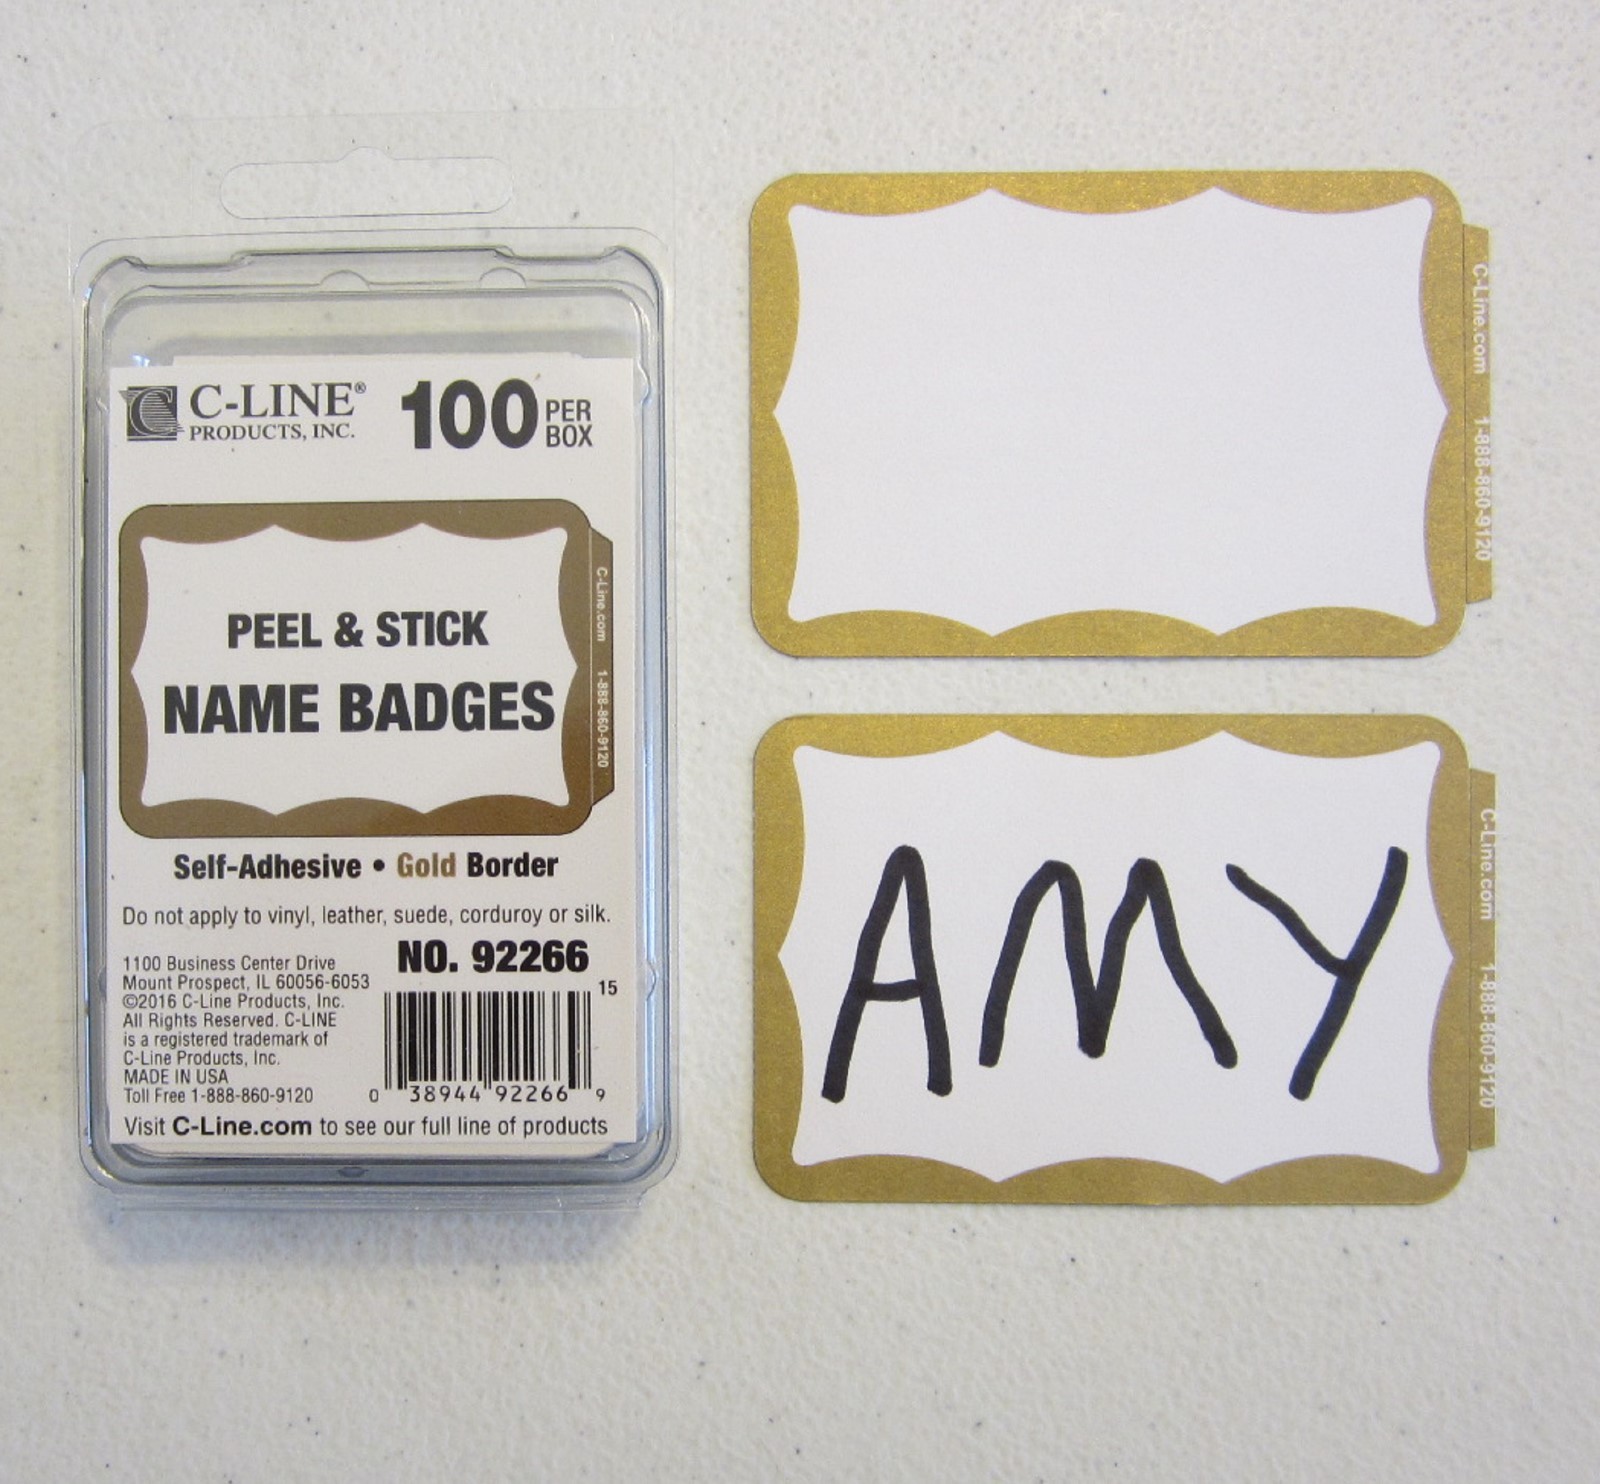 C-LINE®
PRODUCTS, INC.
100 PER
BOX
PEEL & STICK
NAME BADGES
C-Line.com 1-888-860-9120
Self-Adhesive • Gold Border
Do not apply to vinyl, leather, suede, corduroy or silk.
1100 Business Center Drive
Mount Prospect, IL 60056-6053
©2016 C-Line Products, Inc.
All Rights Reserved. C-LINE
is a registered trademark of
C-Line Products, Inc.
MADE IN USA
Toll Free 1-888-860-9120
NO. 92266
15
0 38944 92266 9
Visit C-Line.com to see our full line of products
C-Line.com 1-888-860-9120
AMY
C-Line.com 1-888-860-9120